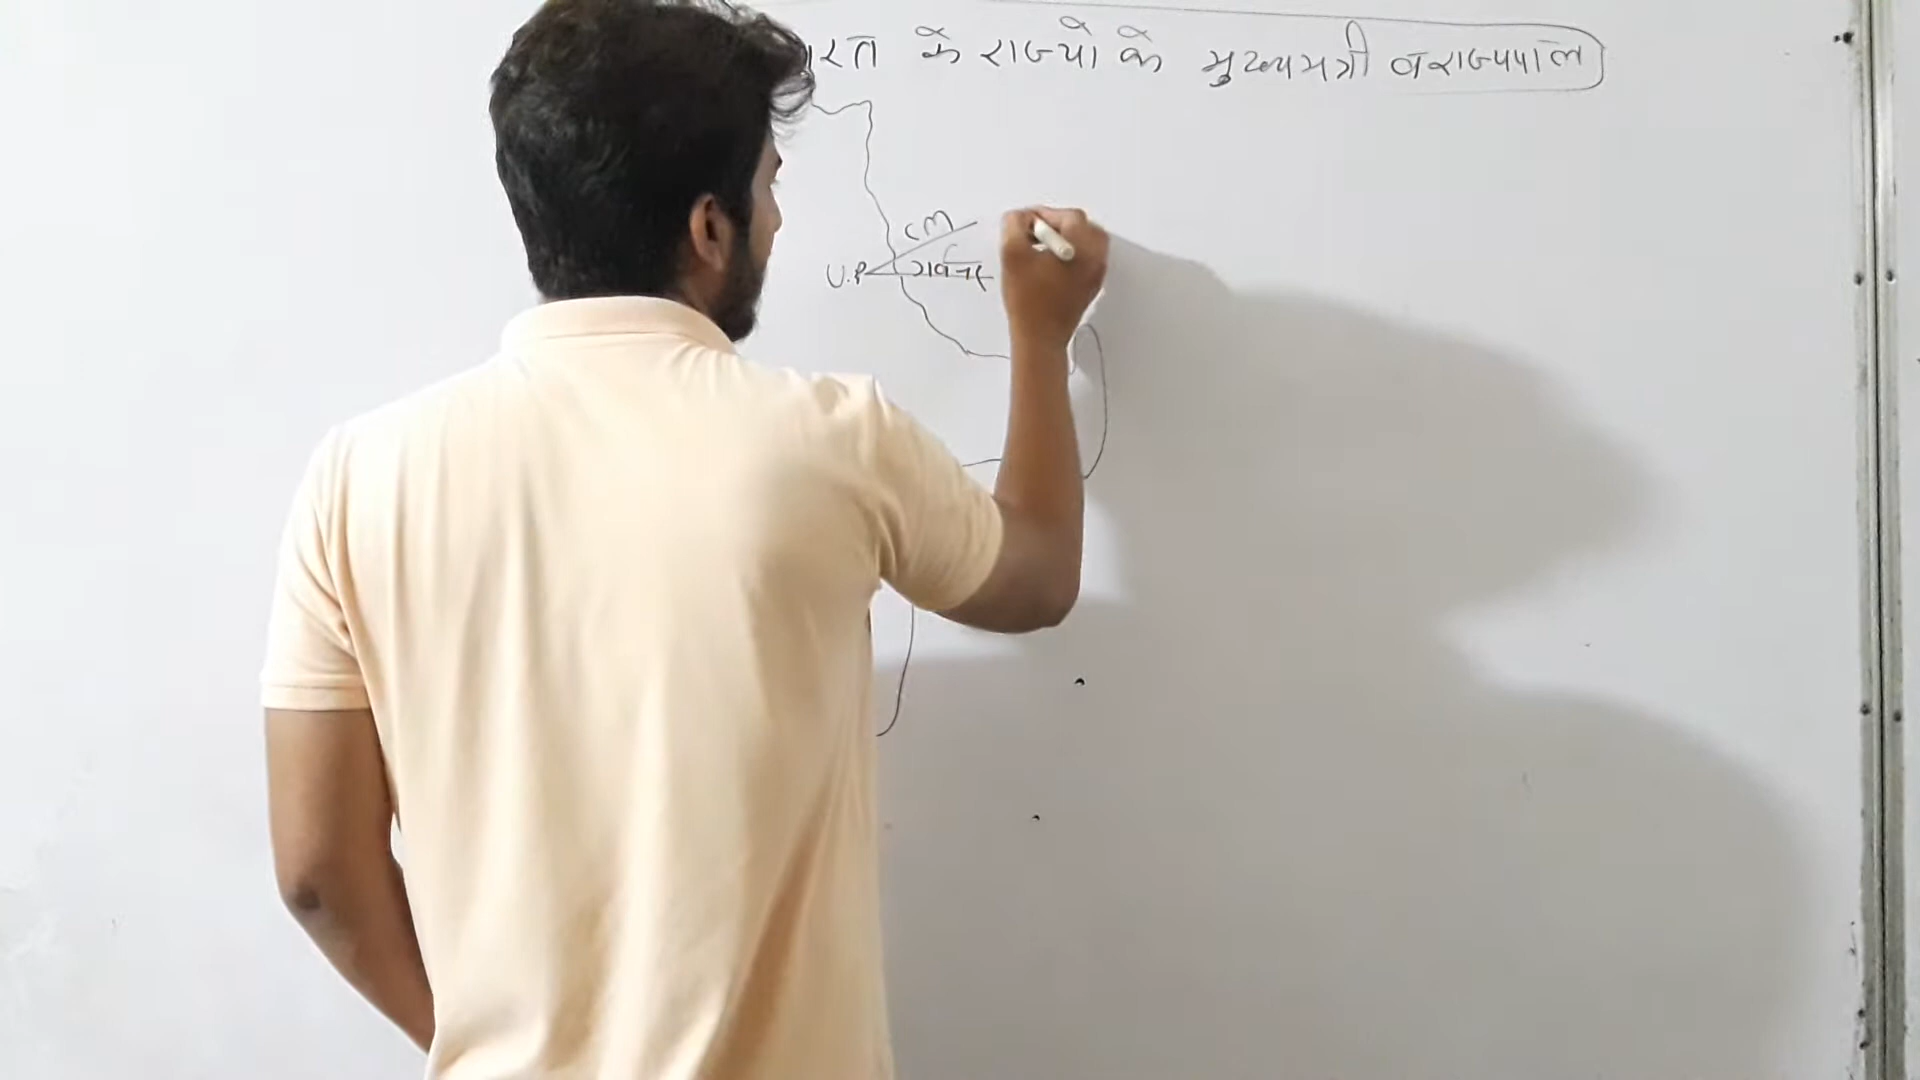 रत के राज्यो के मुख्यमंत्री व राज्यपाल
CM
U.P गवर्नर